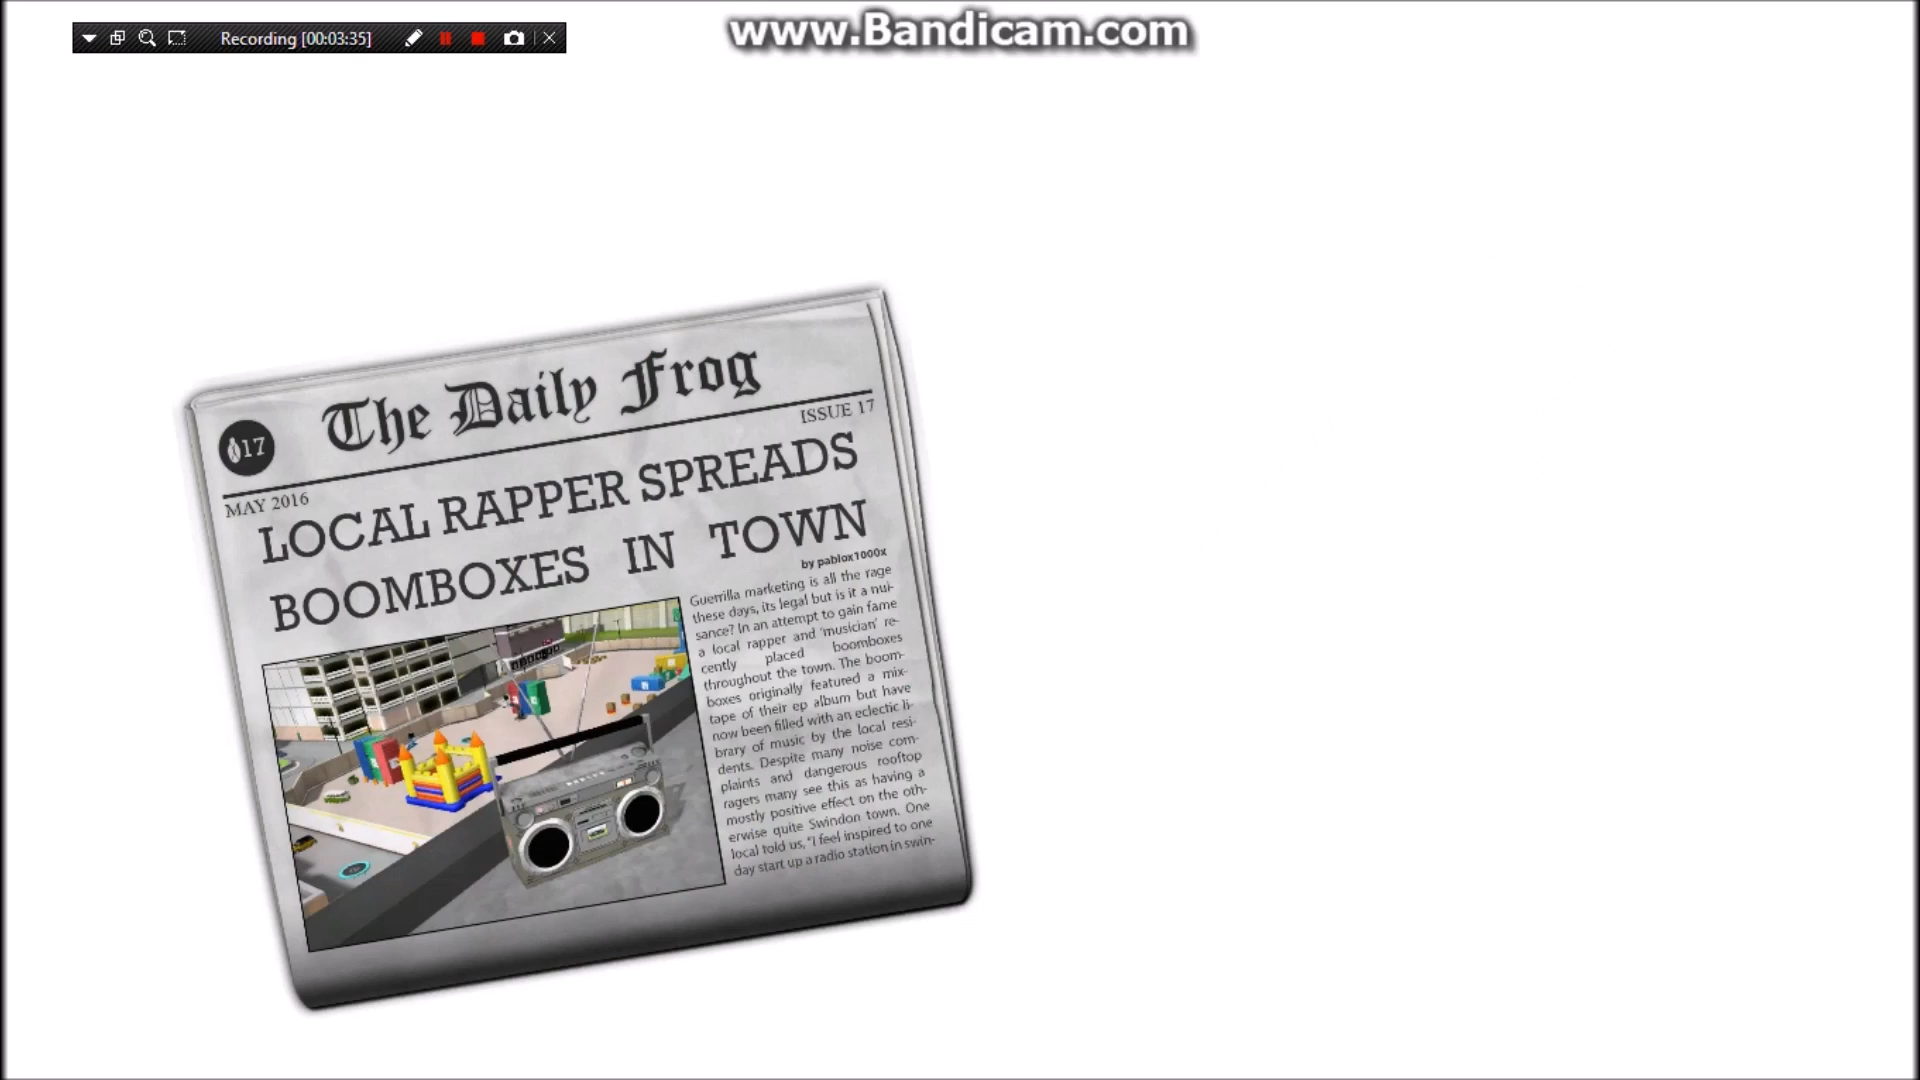 Recording [00:03:35]
www.Bandicam.com
The Daily Frog
17
ISSUE 17
MAY 2016
LOCAL RAPPER SPREADS
BOOMBOXES IN TOWN
by pablox1000x
Guerrilla marketing is all the rage
these days, its legal but is it a nui-
sance? In an attempt to gain fame
a local rapper and 'musician' re-
cently placed boomboxes
throughout the town. The boom-
boxes originally featured a mix-
tape of their ep album but have
now been filled with an eclectic li-
brary of music by the local resi-
dents. Despite many noise com-
plaints and dangerous rooftop
ragers many see this as having a
mostly positive effect on the oth-
erwise quite Swindon town. One
local told us, "I feel inspired to one
day start up a radio station in swin-